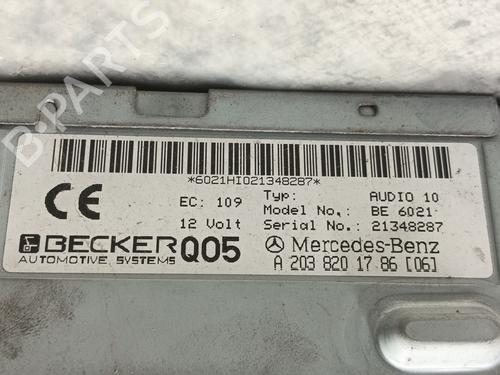 B-PARTS
*6021HI021348287*
CE
EC: 109
Typ: AUDIO 10
12 Volt
Model No.: BE 6021
Serial No.: 21348287
BECKER Q05
AUTOMOTIVE SYSTEMS
Mercedes-Benz
A 203 820 17 86 [06]